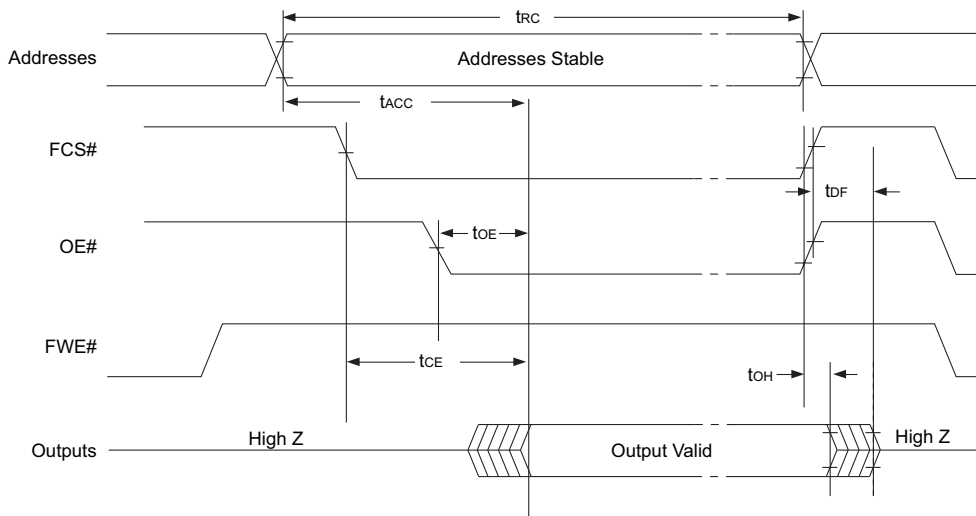 tRC
Addresses
Addresses Stable
tACC
FCS#
tDF
OE#
tOE
FWE#
tCE
tOH
Outputs
High Z
Output Valid
High Z